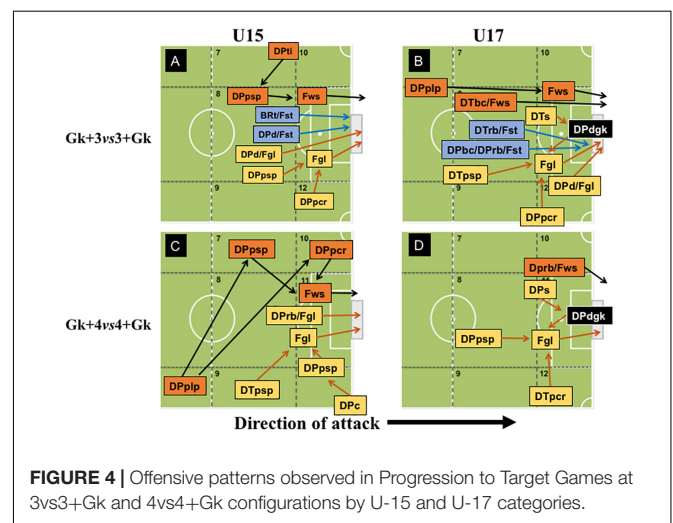 U15 U17
A
7
10
DPti
8
DPpsp
Fws
BRt/Fst
DPd/Fst
DPd/Fgl
DPpsp
Fgl
9
12
DPpcr
B
7
10
DPplp
8
Fws
DTbc/Fws
DTs
DPdgk
DTrb/Fst
DPbc/DPrb/Fst
Fgl
DTpsp
DPd/Fgl
9
12
DPpcr
Gk+3vs3+Gk
C
7
10
DPpsp
DPpcr
8
11
Fws
DPrb/Fgl
Fgl
DPpsp
9
DPplp
DTpsp
DPc
D
7
10
Dprb/Fws
8
11
DPs
DPdgk
DPpsp
Fgl
9
12
DTpcr
Gk+4vs4+Gk
Direction of attack
FIGURE 4 | Offensive patterns observed in Progression to Target Games at
3vs3+Gk and 4vs4+Gk configurations by U-15 and U-17 categories.